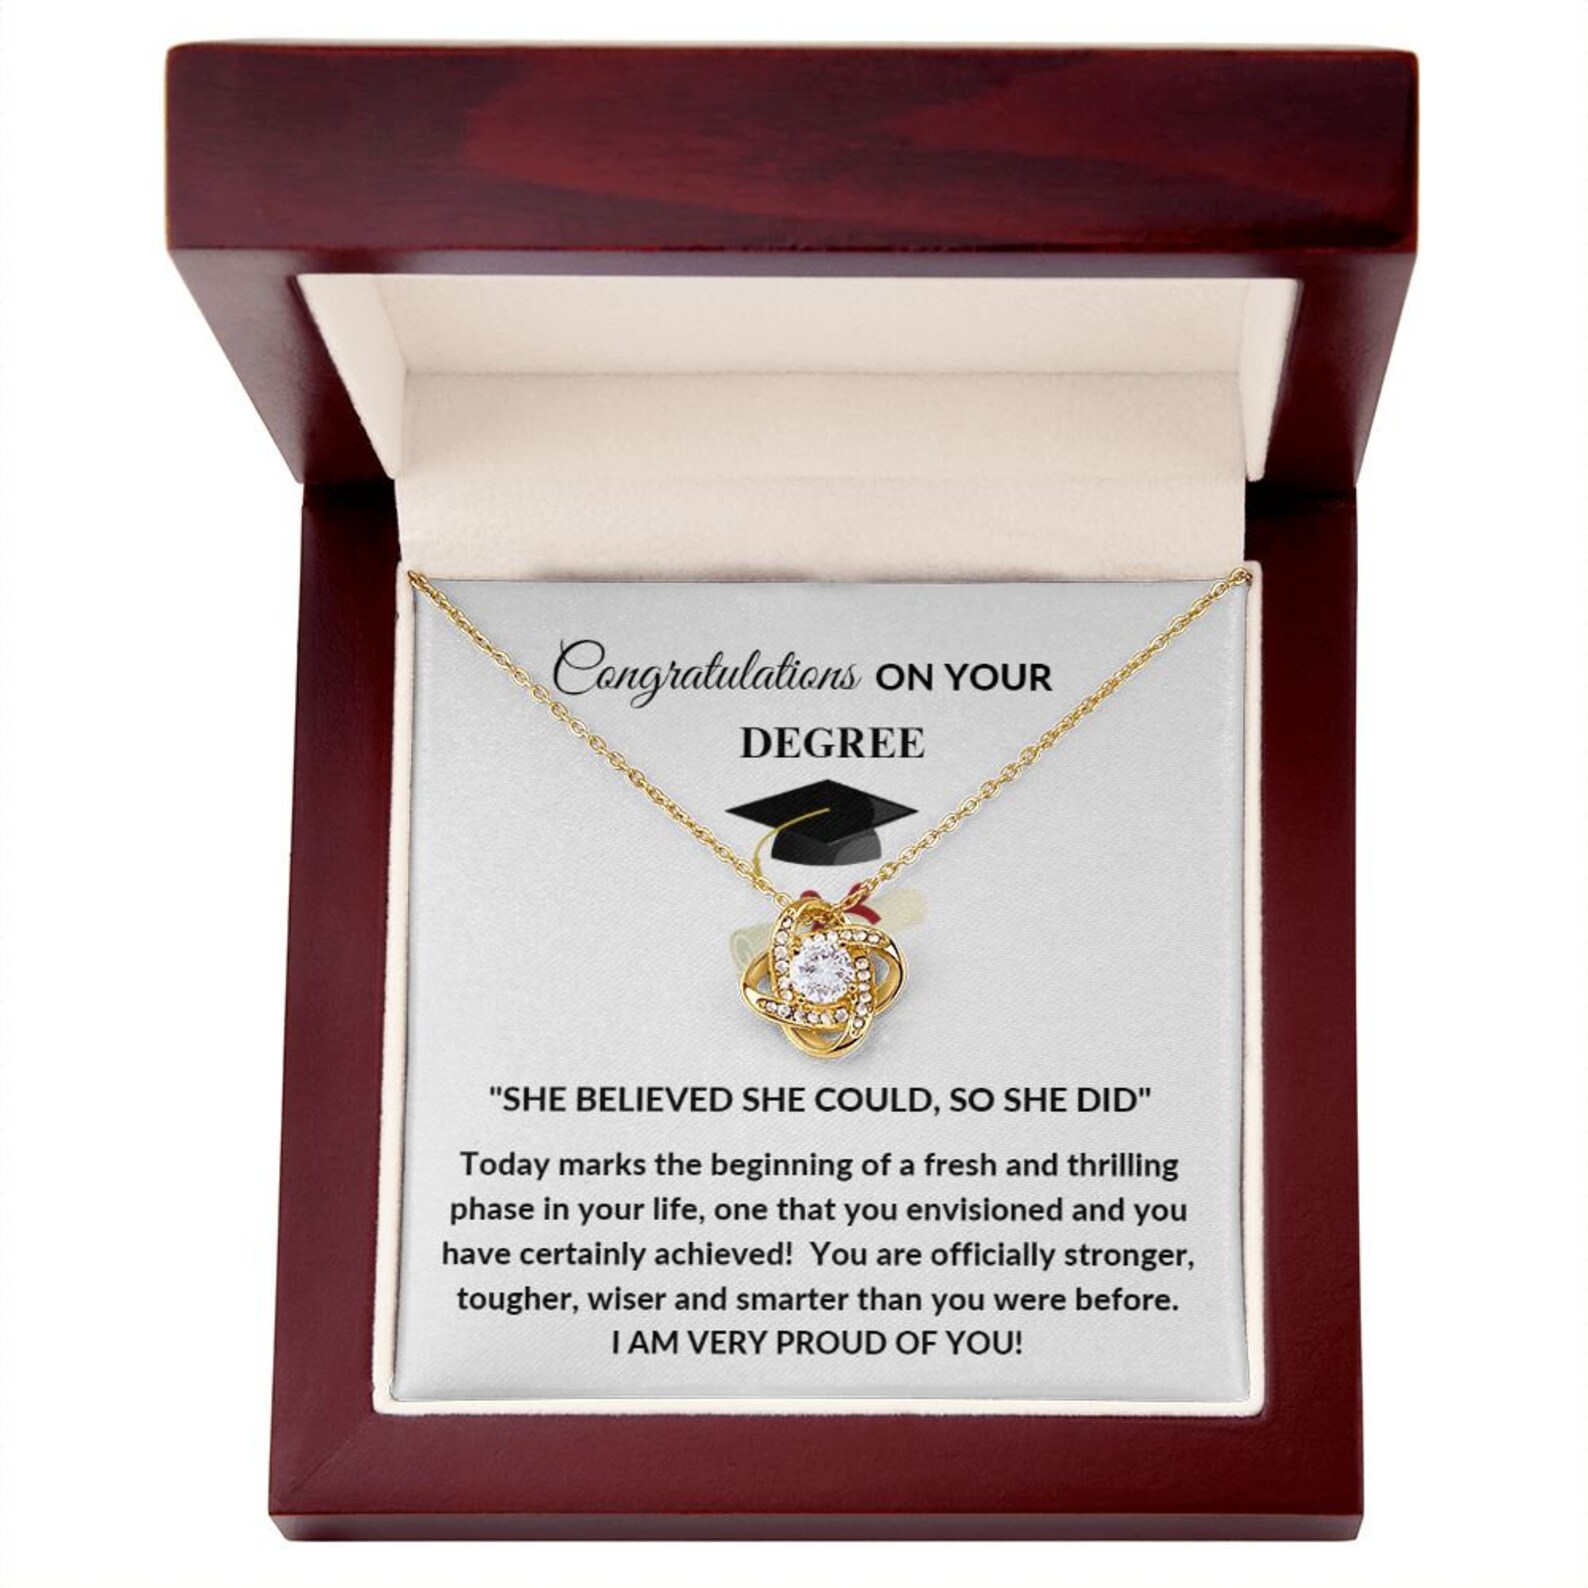 Congratulations ON YOUR
DEGREE
"SHE BELIEVED SHE COULD, SO SHE DID"
Today marks the beginning of a fresh and thrilling
phase in your life, one that you envisioned and you
have certainly achieved! You are officially stronger,
tougher, wiser and smarter than you were before.
I AM VERY PROUD OF YOU!